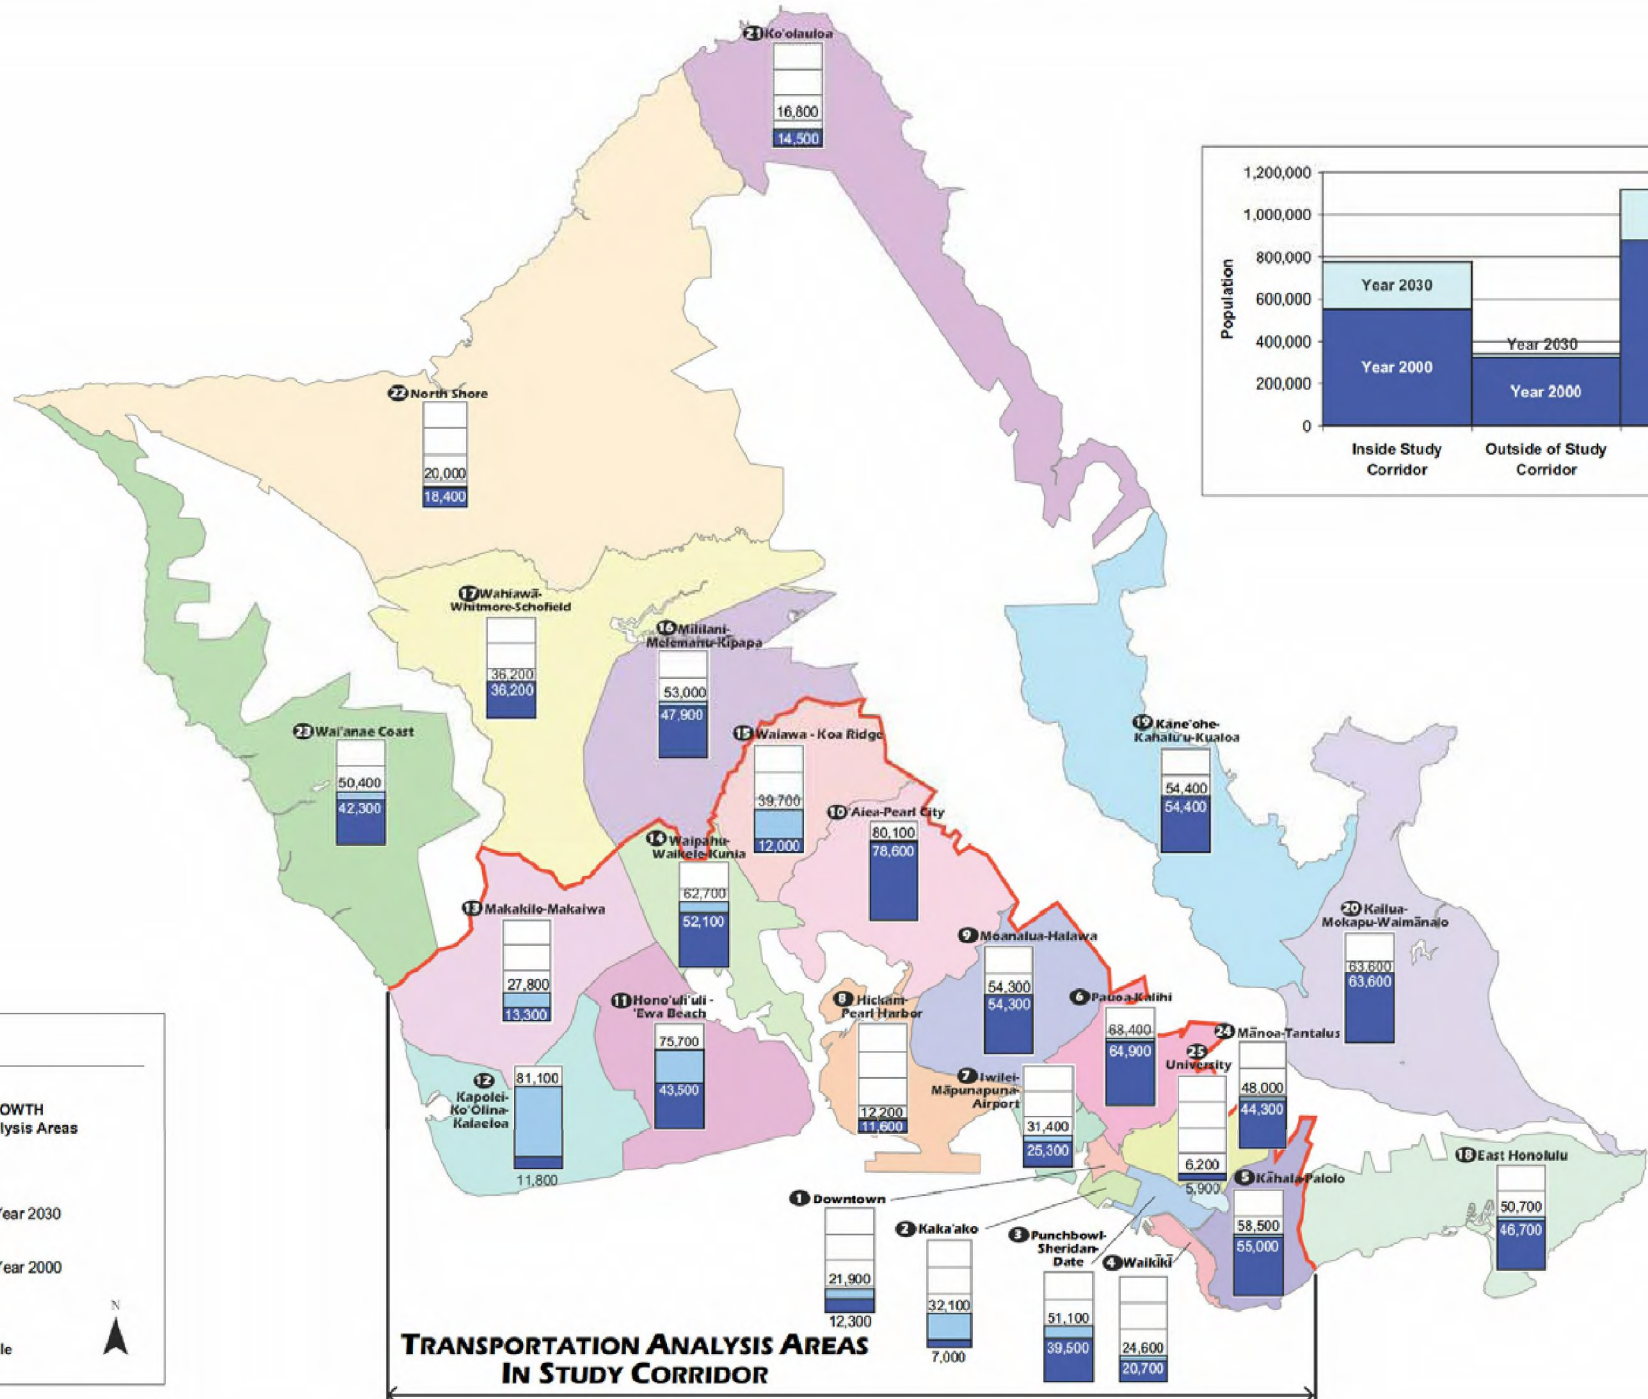 21 Ko'olauloa
16,800
14,500
1,200,000
1,000,000
800,000
600,000
400,000
200,000
0
Population
Year 2030
Year 2000
Year 2030
Year 2000
Inside Study
Corridor
Outside of Study
Corridor
22 North Shore
20,000
18,400
17 Wahiawā-
Whitmore-Schofield
36,200
36,200
16 Mililani-
Melemanu-Kipapa
53,000
47,900
23 Wai'anae Coast
50,400
42,300
15 Waiawa - Koa Ridge
39,700
12,000
19 Kāne'ohe-
Kahalu'u-Kualoa
54,400
54,400
10 'Aiea-Pearl City
80,100
78,600
14 Waipahu-
Waikele-Kunia
62,700
52,100
13 Makakilo-Makaiwa
27,800
13,300
20 Kailua-
Mokapu-Waimānalo
63,600
63,600
9 Moanalua-Halawa
54,300
54,300
11 Hono'uli'uli -
'Ewa Beach
75,700
43,500
8 Hickam-
Pearl Harbor
12,200
11,600
6 Pauoa-Kalihi
68,400
64,900
24 Mānoa-Tantalus
48,000
44,300
25
University
6,200
5,900
12
Kapolei-
Ko'Olina-
Kalaeloa
81,100
11,800
7 Iwilei-
Māpunapuna-
Airport
31,400
25,300
18 East Honolulu
50,700
46,700
5 Kāhala-Palolo
58,500
55,000
1 Downtown
21,900
12,300
2 Kaka'ako
32,100
7,000
3 Punchbowl-
Sheridan-
Date
51,100
39,500
4 Waikīkī
24,600
20,700
OWTH
lysis Areas
Year 2030
Year 2000
N
le
TRANSPORTATION ANALYSIS AREAS
IN STUDY CORRIDOR